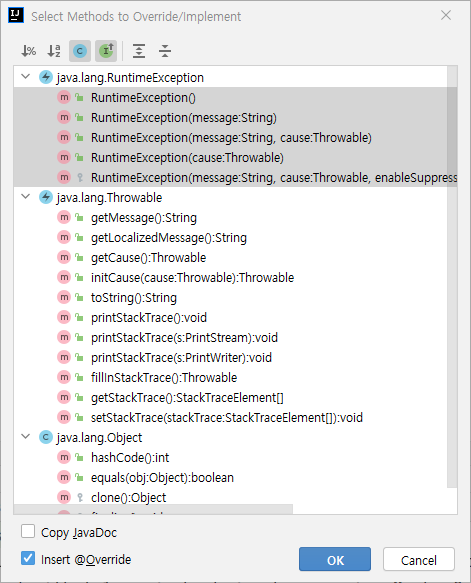 Select Methods to Override/Implement
java.lang.RuntimeException
m RuntimeException()
m RuntimeException(message:String)
m RuntimeException(message:String, cause:Throwable)
m RuntimeException(cause:Throwable)
m RuntimeException(message:String, cause:Throwable, enableSuppress
java.lang.Throwable
m getMessage():String
m getLocalizedMessage():String
m getCause():Throwable
m initCause(cause:Throwable):Throwable
m toString():String
m printStackTrace():void
m printStackTrace(s:PrintStream):void
m printStackTrace(s:PrintWriter):void
m fillInStackTrace():Throwable
m getStackTrace():StackTraceElement[]
m setStackTrace(stackTrace:StackTraceElement[]):void
C java.lang.Object
m hashCode():int
m equals(obj:Object):boolean
m clone():Object
Copy JavaDoc
Insert @Override
OK Cancel